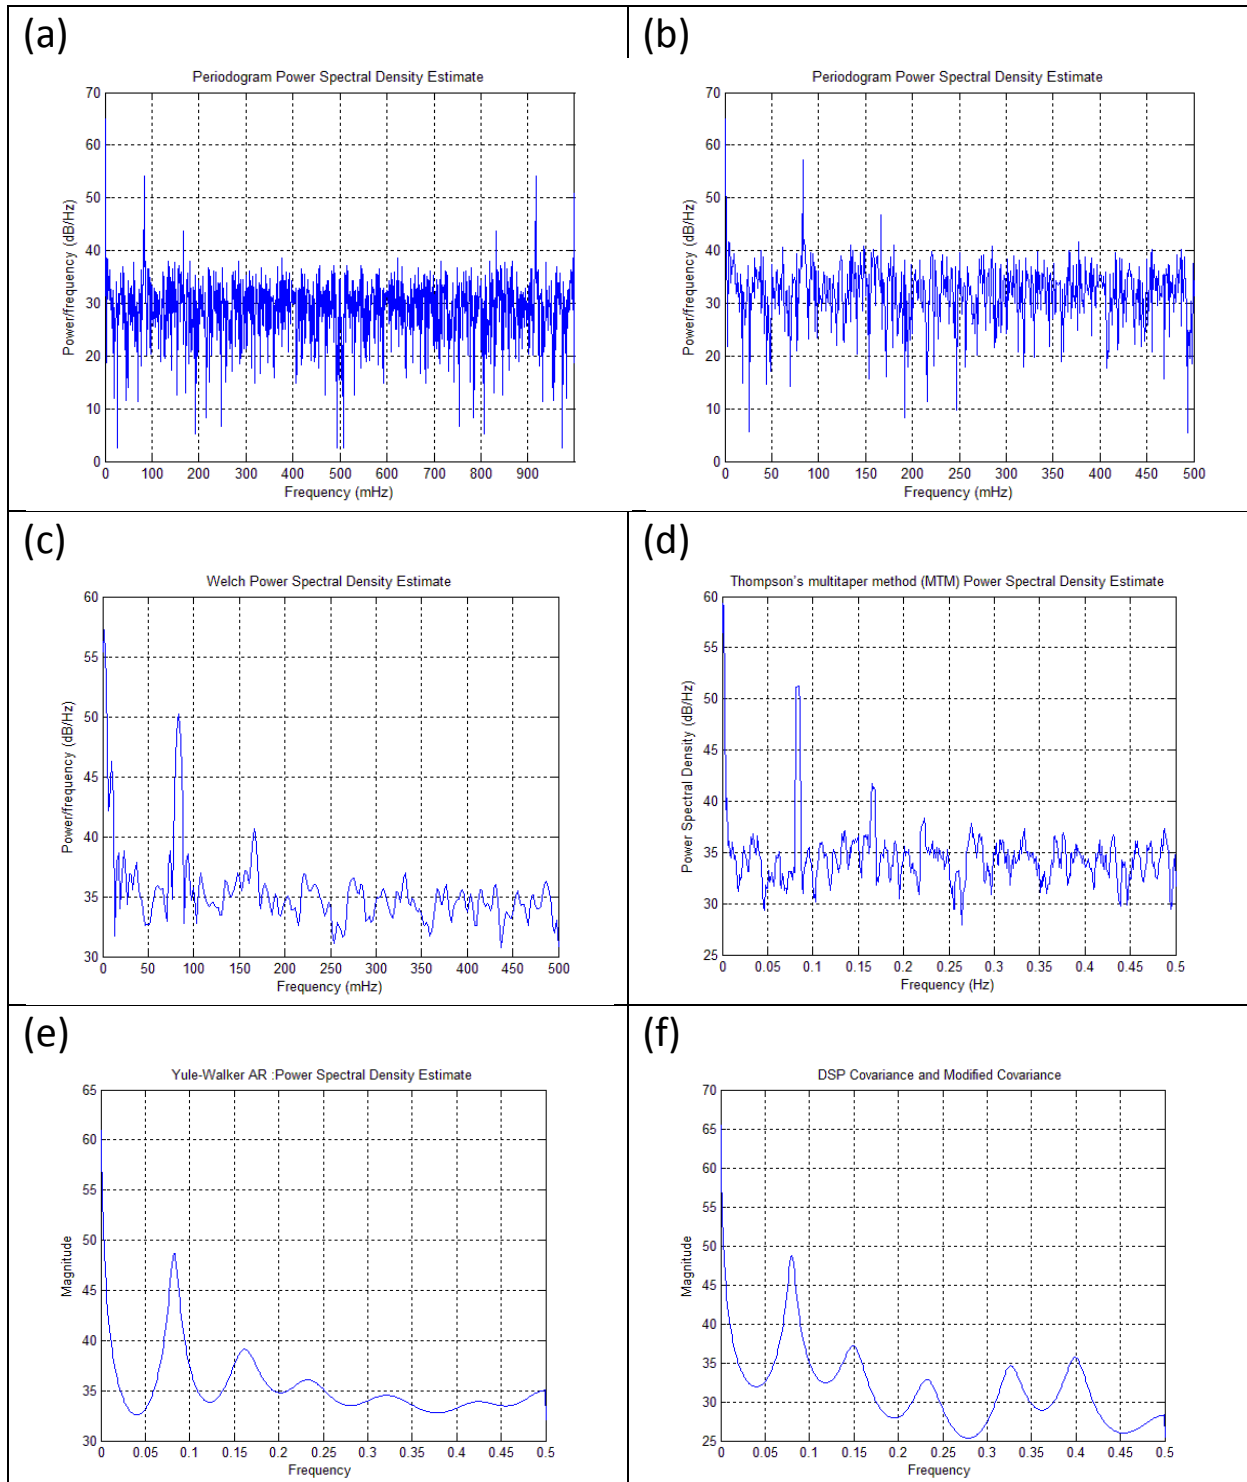 (a)
Periodogram Power Spectral Density Estimate
70
60
50
40
30
20
10
0
Power/frequency (dB/Hz)
0 100 200 300 400 500 600 700 800 900
Frequency (mHz)
(b)
Periodogram Power Spectral Density Estimate
70
60
50
40
30
20
10
0
Power/frequency (dB/Hz)
0 50 100 150 200 250 300 350 400 450 500
Frequency (mHz)
(c)
Welch Power Spectral Density Estimate
60
55
50
45
40
35
30
Power/frequency (dB/Hz)
0 50 100 150 200 250 300 350 400 450 500
Frequency (mHz)
(d)
Thompson's multitaper method (MTM) Power Spectral Density Estimate
60
55
50
45
40
35
30
25
Power Spectral Density (dB/Hz)
0 0.05 0.1 0.15 0.2 0.25 0.3 0.35 0.4 0.45 0.5
Frequency (Hz)
(e)
Yule-Walker AR :Power Spectral Density Estimate
65
60
55
50
45
40
35
30
Magnitude
0 0.05 0.1 0.15 0.2 0.25 0.3 0.35 0.4 0.45 0.5
Frequency
(f)
DSP Covariance and Modified Covariance
70
65
60
55
50
45
40
35
30
25
Magnitude
0 0.05 0.1 0.15 0.2 0.25 0.3 0.35 0.4 0.45 0.5
Frequency